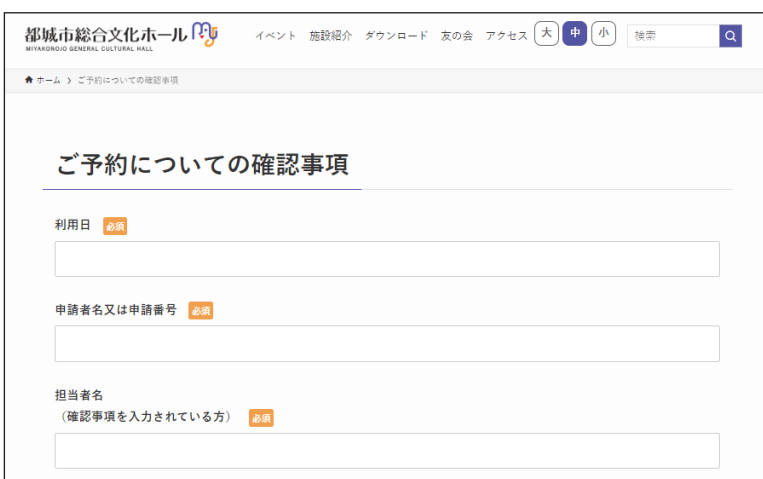 都城市総合文化ホール
MIYAKONOJO GENERAL CULTURAL HALL
イベント 施設紹介 ダウンロード 友の会 アクセス 大 中 小 検索
ホーム ご予約についての確認事項
ご予約についての確認事項
利用日 必須
申請者名又は申請番号 必須
担当者名
（確認事項を入力されている方） 必須